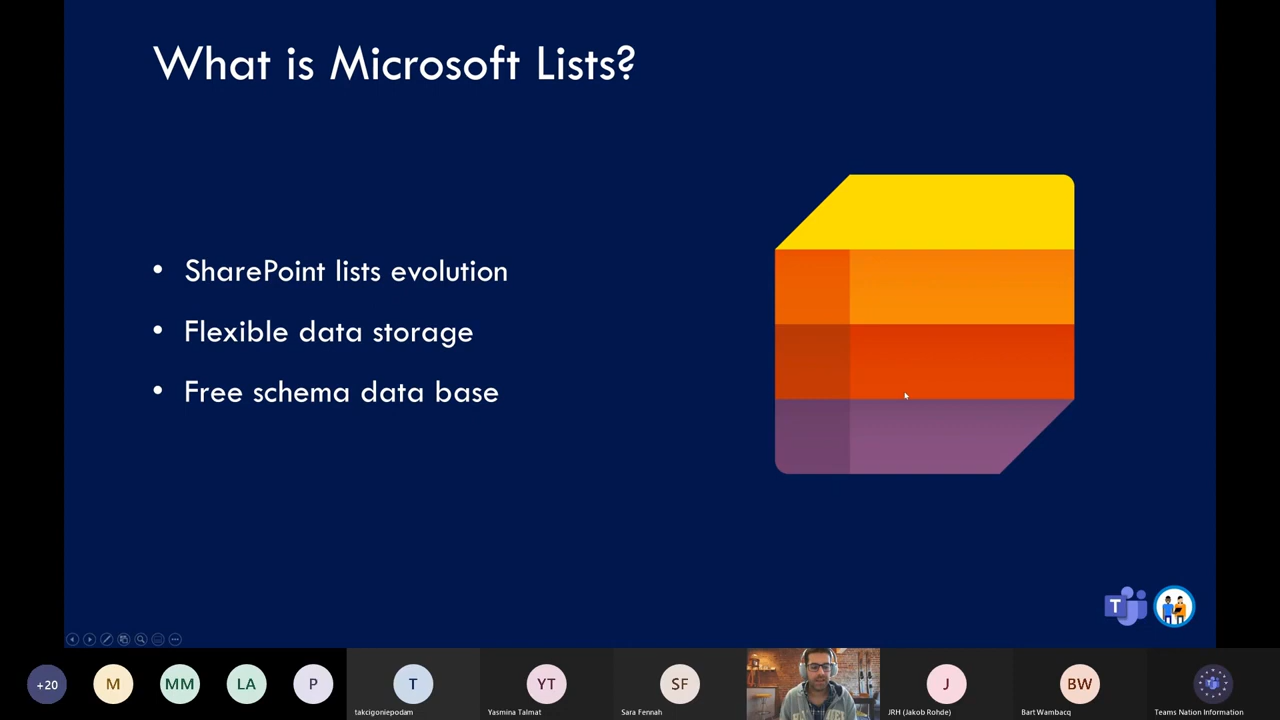 What is Microsoft Lists?
• SharePoint lists evolution
• Flexible data storage
• Free schema data base
T
+20
M
MM
LA
P
T
YT
SF
J
BW
takcigoniepodam
Yasmina Talmat
Sara Fennah
JRH (Jakob Rohde)
Bart Wambacq
Teams Nation Information